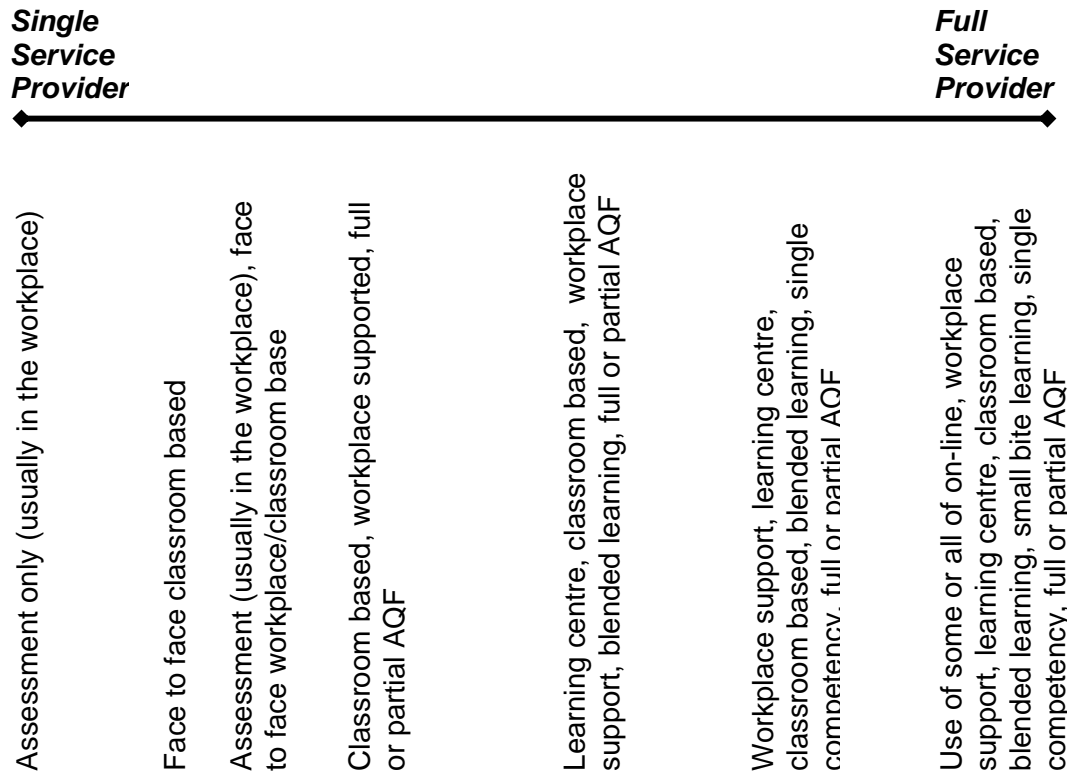 Single
Service
Provider
Full
Service
Provider
Assessment only (usually in the workplace)
Face to face classroom based
Assessment (usually in the workplace), face
to face workplace/classroom base
Classroom based, workplace supported, full
or partial AQF
Learning centre, classroom based, workplace
support, blended learning, full or partial AQF
Workplace support, learning centre,
classroom based, blended learning, single
competency, full or partial AQF
Use of some or all of on-line, workplace
support, learning centre, classroom based,
blended learning, small bite learning, single
competency, full or partial AQF